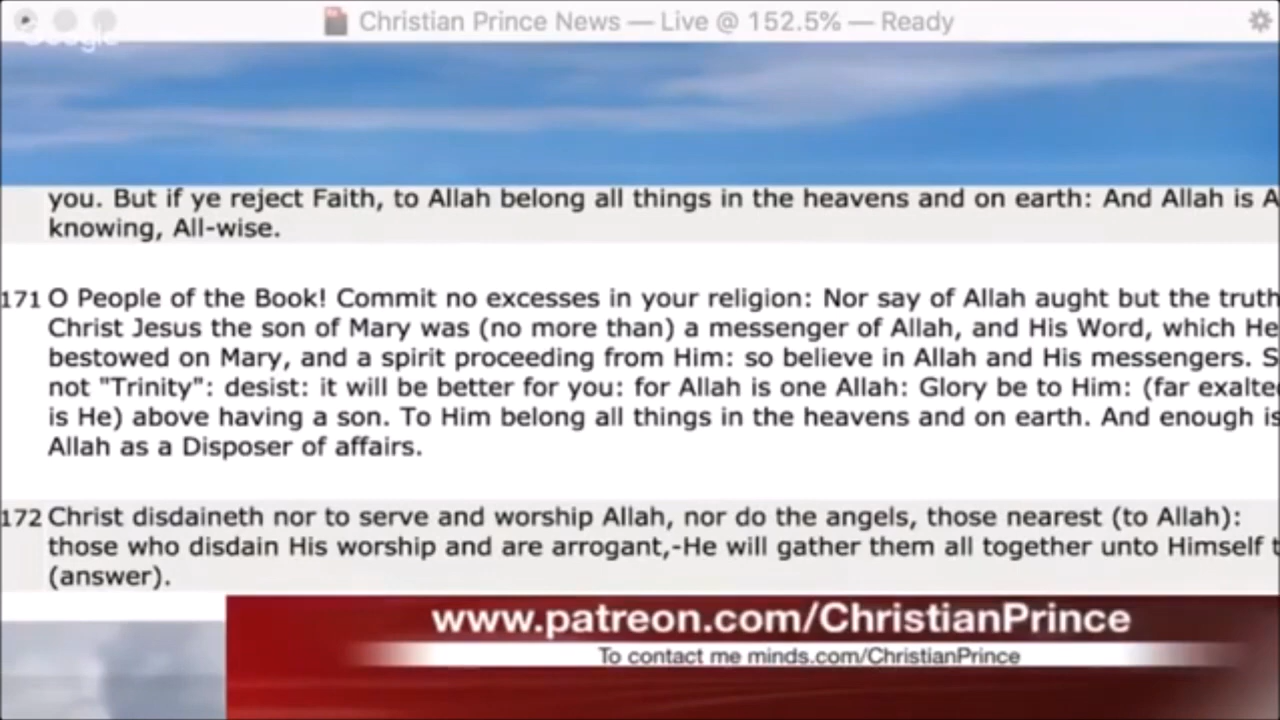 Christian Prince News — Live @ 152.5% — Ready
Google
you. But if ye reject Faith, to Allah belong all things in the heavens and on earth: And Allah is A
knowing, All-wise.
171 O People of the Book! Commit no excesses in your religion: Nor say of Allah aught but the truth
Christ Jesus the son of Mary was (no more than) a messenger of Allah, and His Word, which He
bestowed on Mary, and a spirit proceeding from Him: so believe in Allah and His messengers. S
not "Trinity": desist: it will be better for you: for Allah is one Allah: Glory be to Him: (far exalte
is He) above having a son. To Him belong all things in the heavens and on earth. And enough is
Allah as a Disposer of affairs.
172 Christ disdaineth nor to serve and worship Allah, nor do the angels, those nearest (to Allah):
those who disdain His worship and are arrogant,-He will gather them all together unto Himself t
(answer).
www.patreon.com/ChristianPrince
To contact me minds.com/ChristianPrince